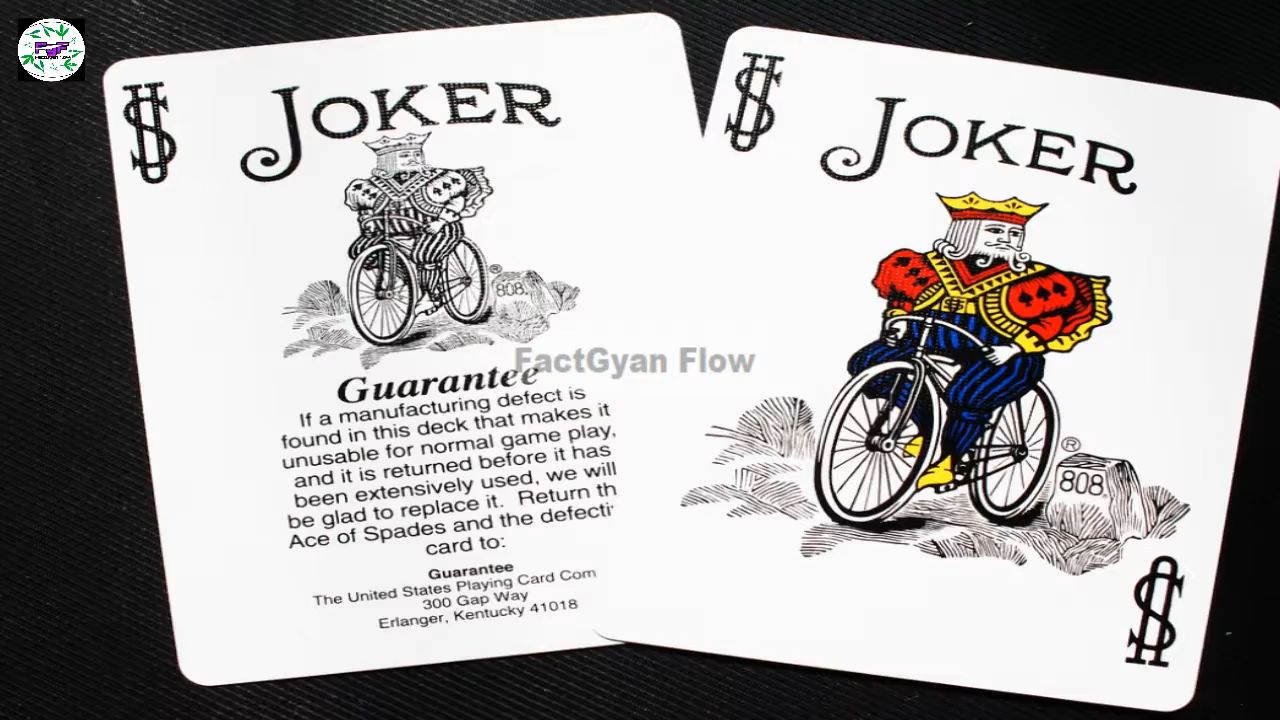 JOKER
808
Guarantee
If a manufacturing defect is
found in this deck that makes it
unusable for normal game play,
and it is returned before it has
been extensively used, we will
be glad to replace it. Return th
Ace of Spades and the defecti
card to:
Guarantee
The United States Playing Card Com
300 Gap Way
Erlanger, Kentucky 41018
JOKER
808
FactGyan Flow